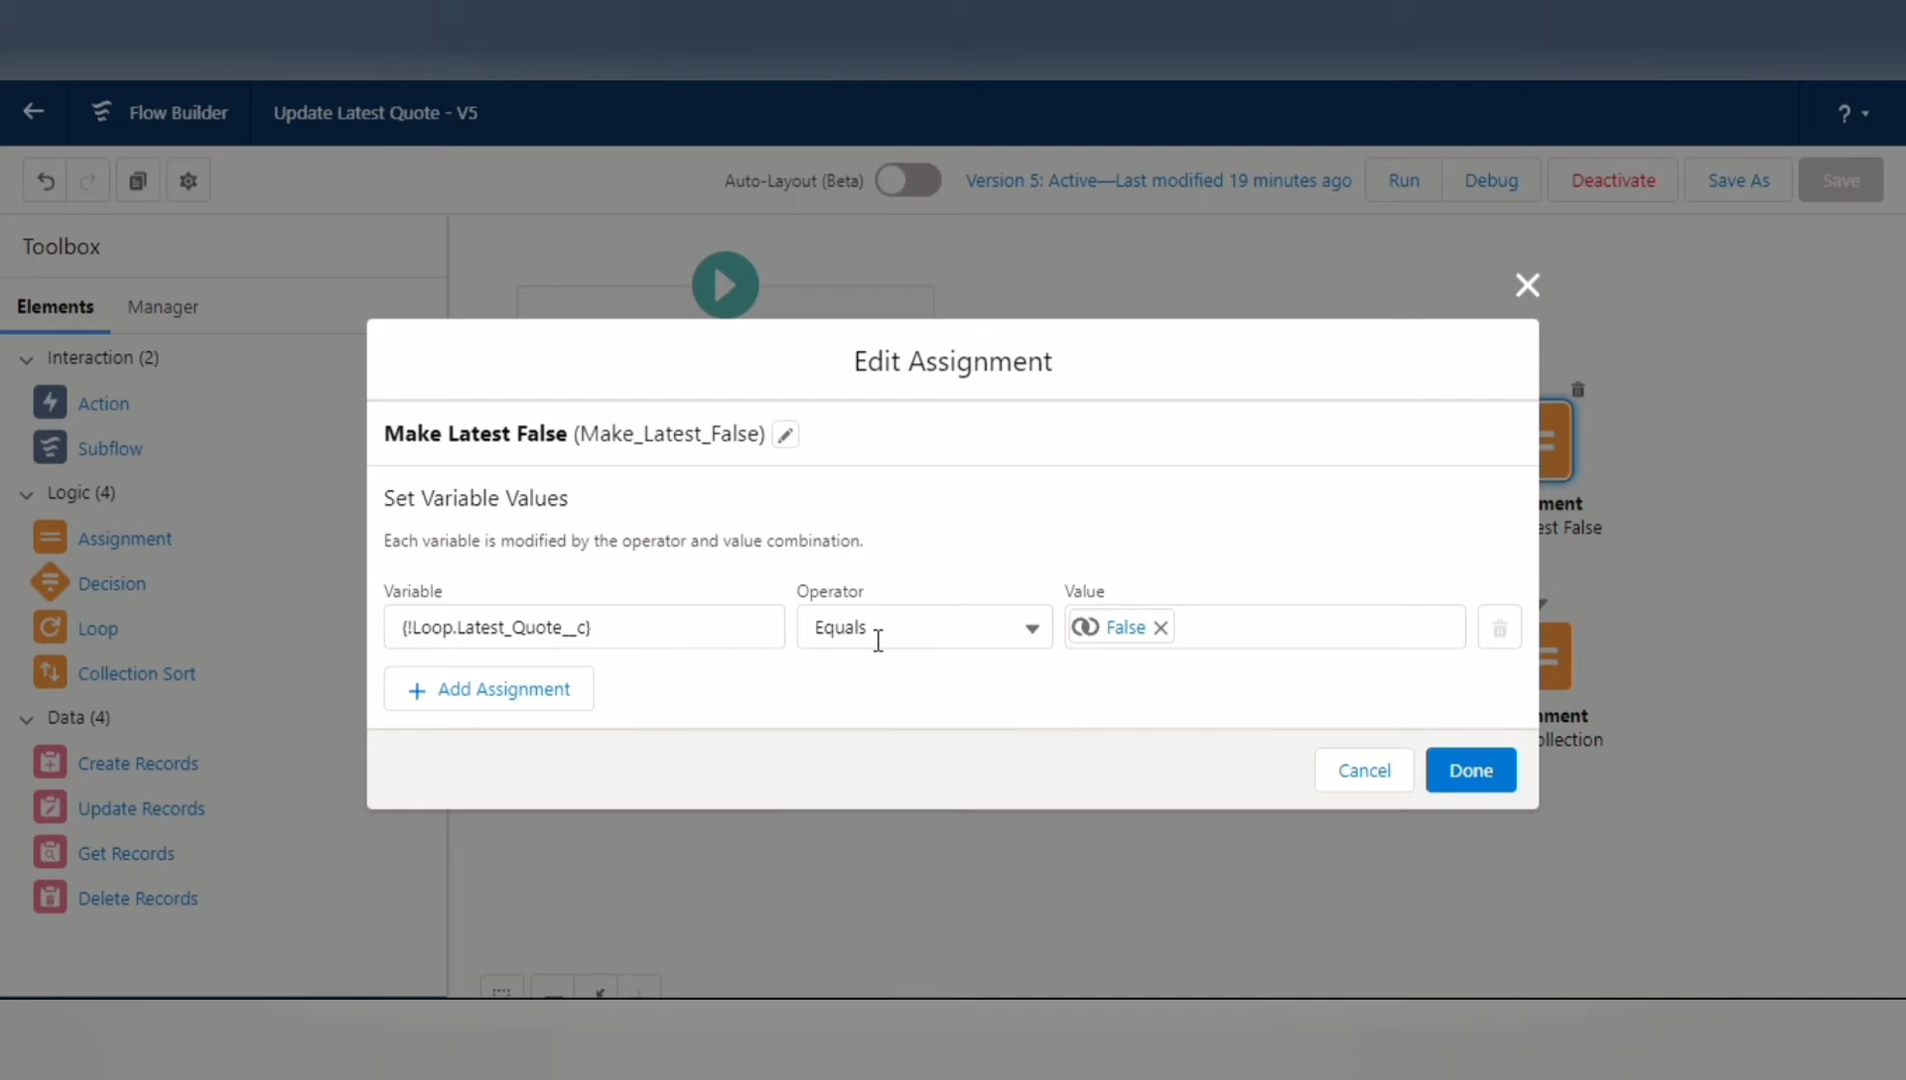 Flow Builder
Update Latest Quote - V5
?
Auto-Layout (Beta)
Version 5: Active—Last modified 19 minutes ago
Run
Debug
Deactivate
Save As
Save
Toolbox
Elements
Manager
Interaction (2)
Action
Subflow
Logic (4)
Assignment
Decision
Loop
Collection Sort
Data (4)
Create Records
Update Records
Get Records
Delete Records
Edit Assignment
Make Latest False (Make_Latest_False)
Set Variable Values
Each variable is modified by the operator and value combination.
Variable
Operator
Value
{!Loop.Latest_Quote__c}
Equals
False
+ Add Assignment
Cancel
Done
ment
est False
nment
ollection